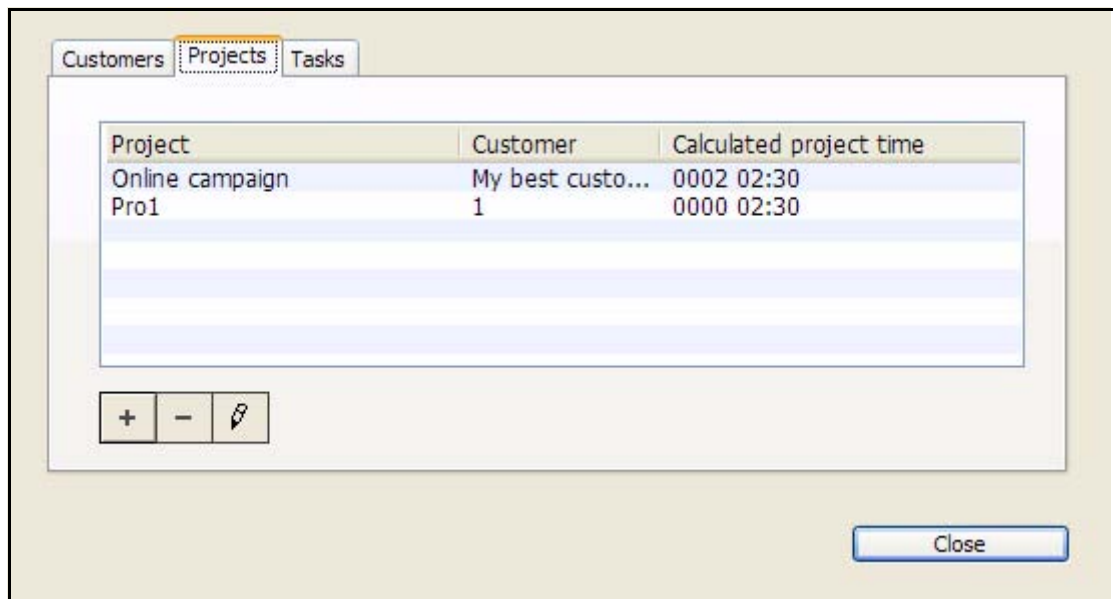 Customers Projects Tasks
Project Customer Calculated project time
Online campaign My best custo... 0002 02:30
Pro1 1 0000 02:30
+ −
Close